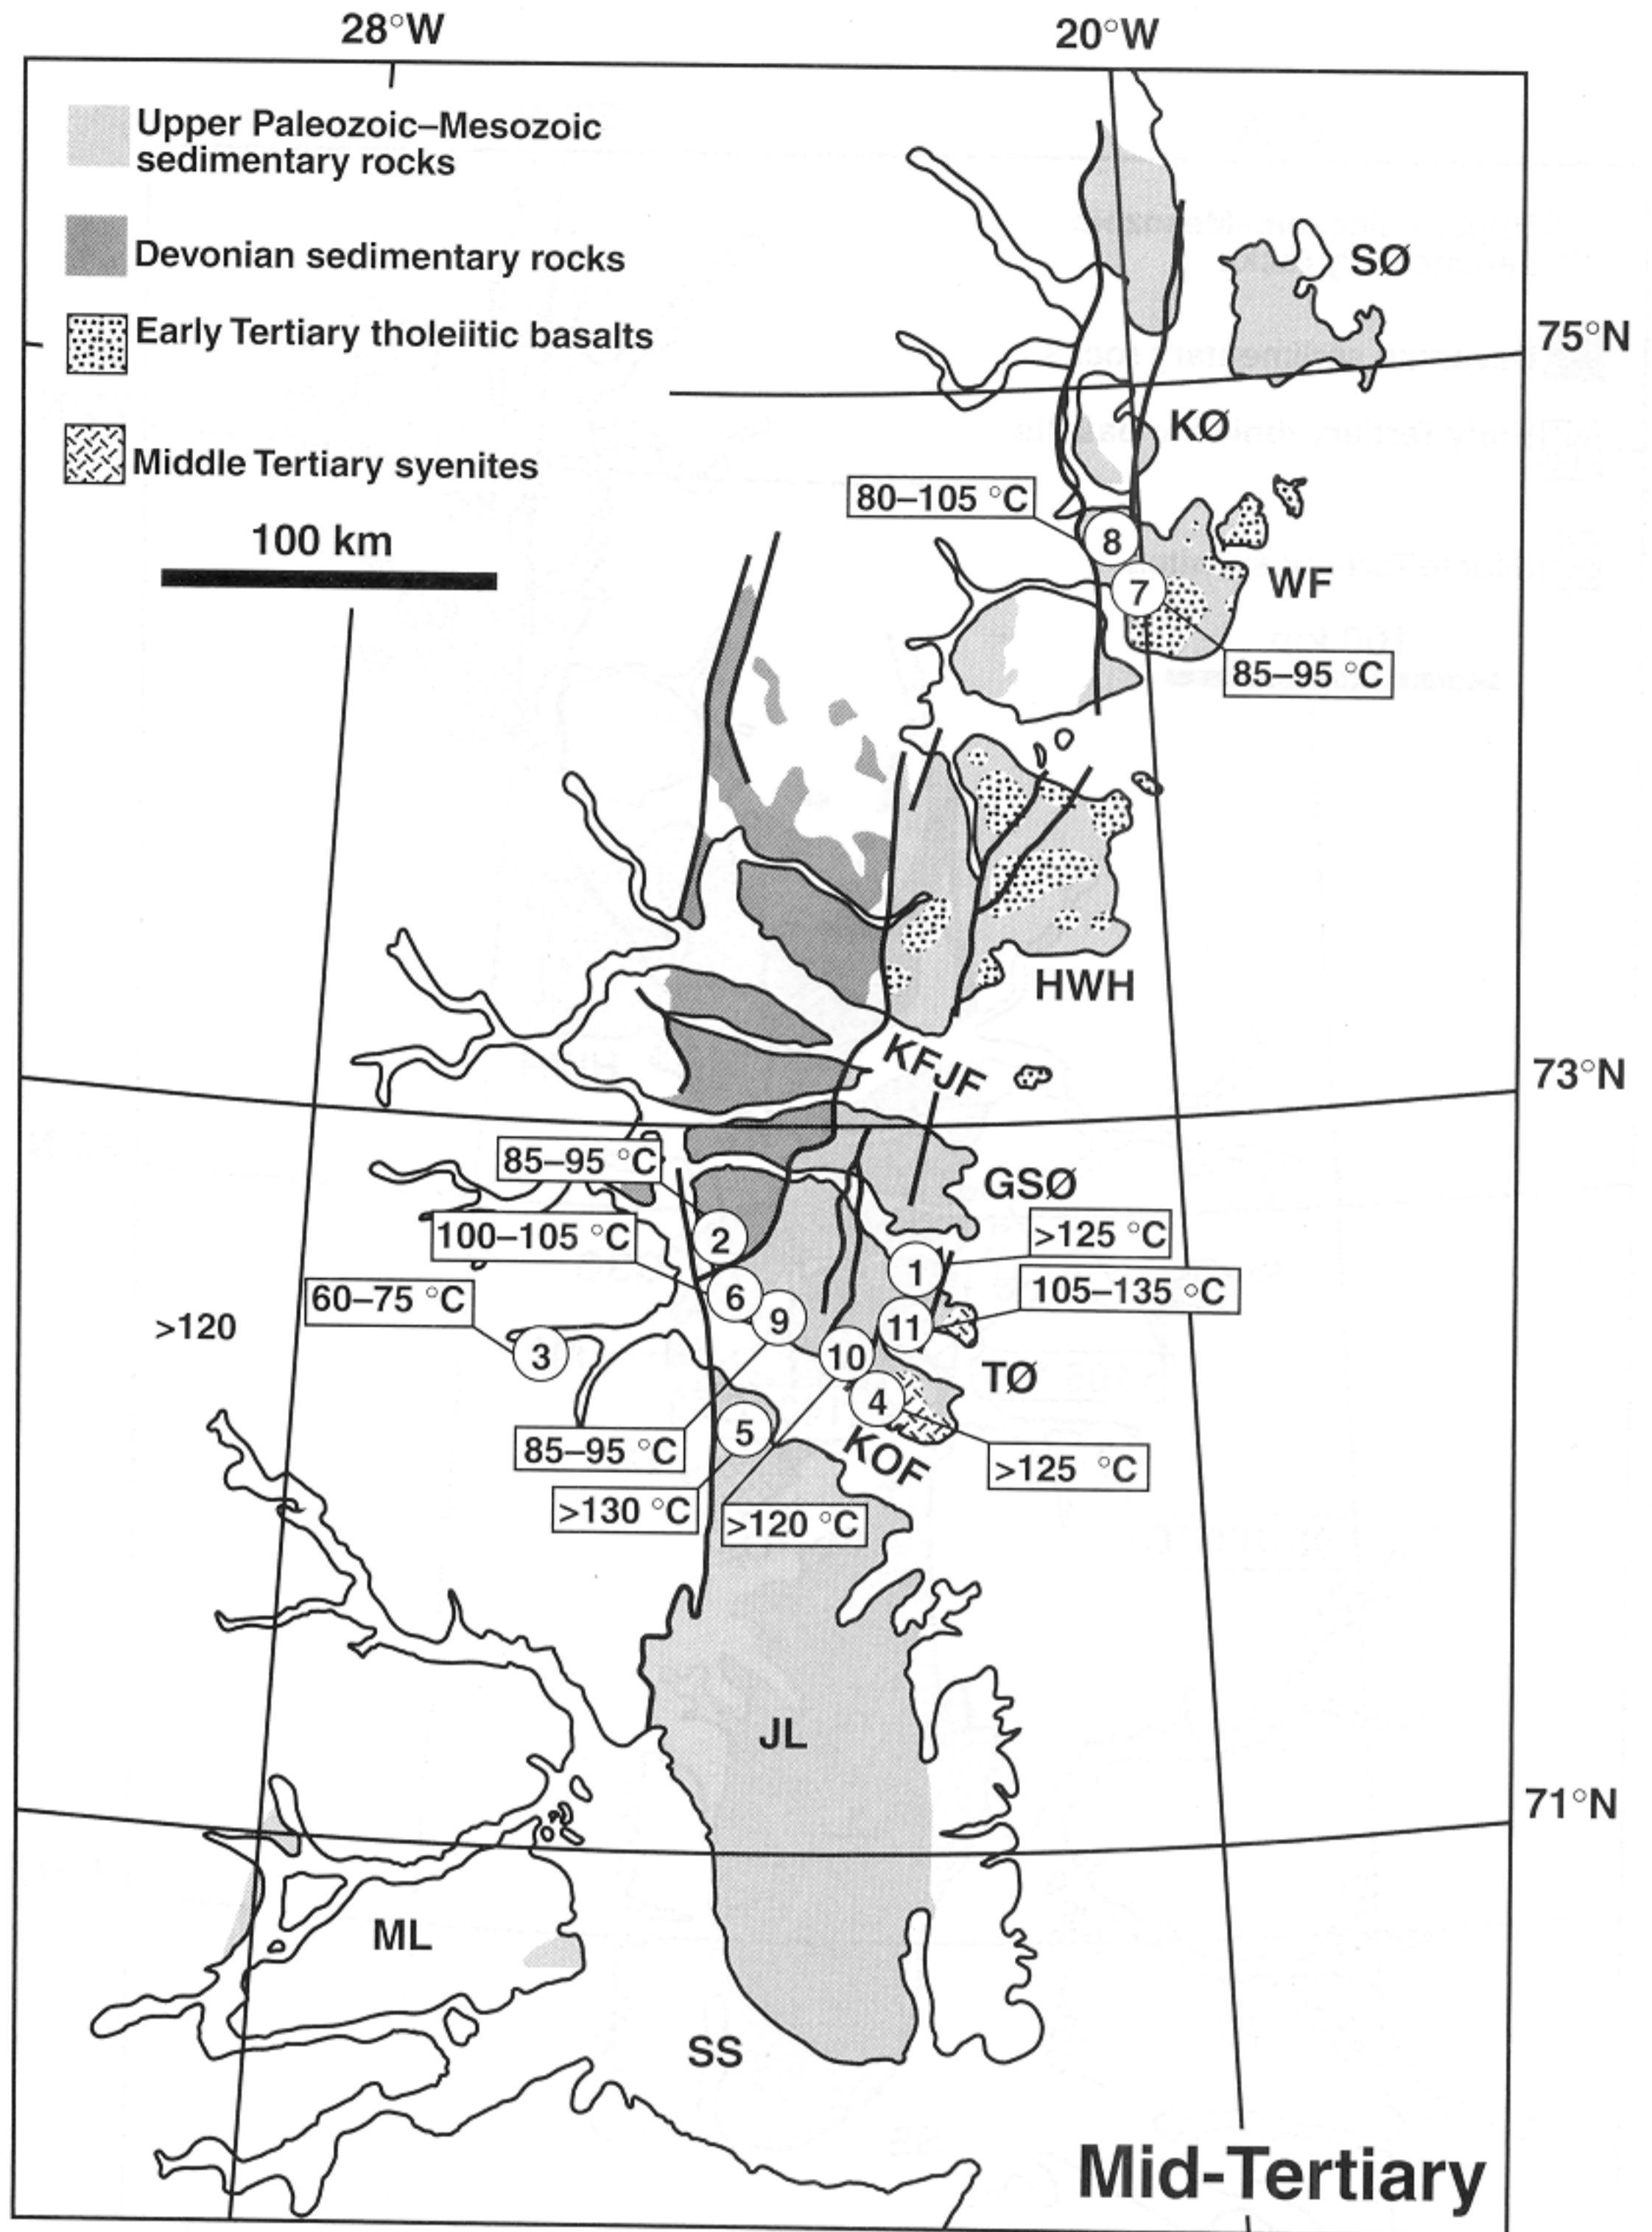 28°W
20°W
Upper Paleozoic–Mesozoic
sedimentary rocks
Devonian sedimentary rocks
Early Tertiary tholeiitic basalts
Middle Tertiary syenites
100 km
SØ
75°N
KØ
80–105 °C
8
WF
7
85–95 °C
HWH
KFJF
73°N
85–95 °C
GSØ
100–105 °C
2
>125 °C
1
60–75 °C
6
105–135 °C
>120
9
11
3
10
TØ
4
5
KOF
85–95 °C
>125 °C
>130 °C
>120 °C
JL
71°N
ML
SS
Mid-Tertiary